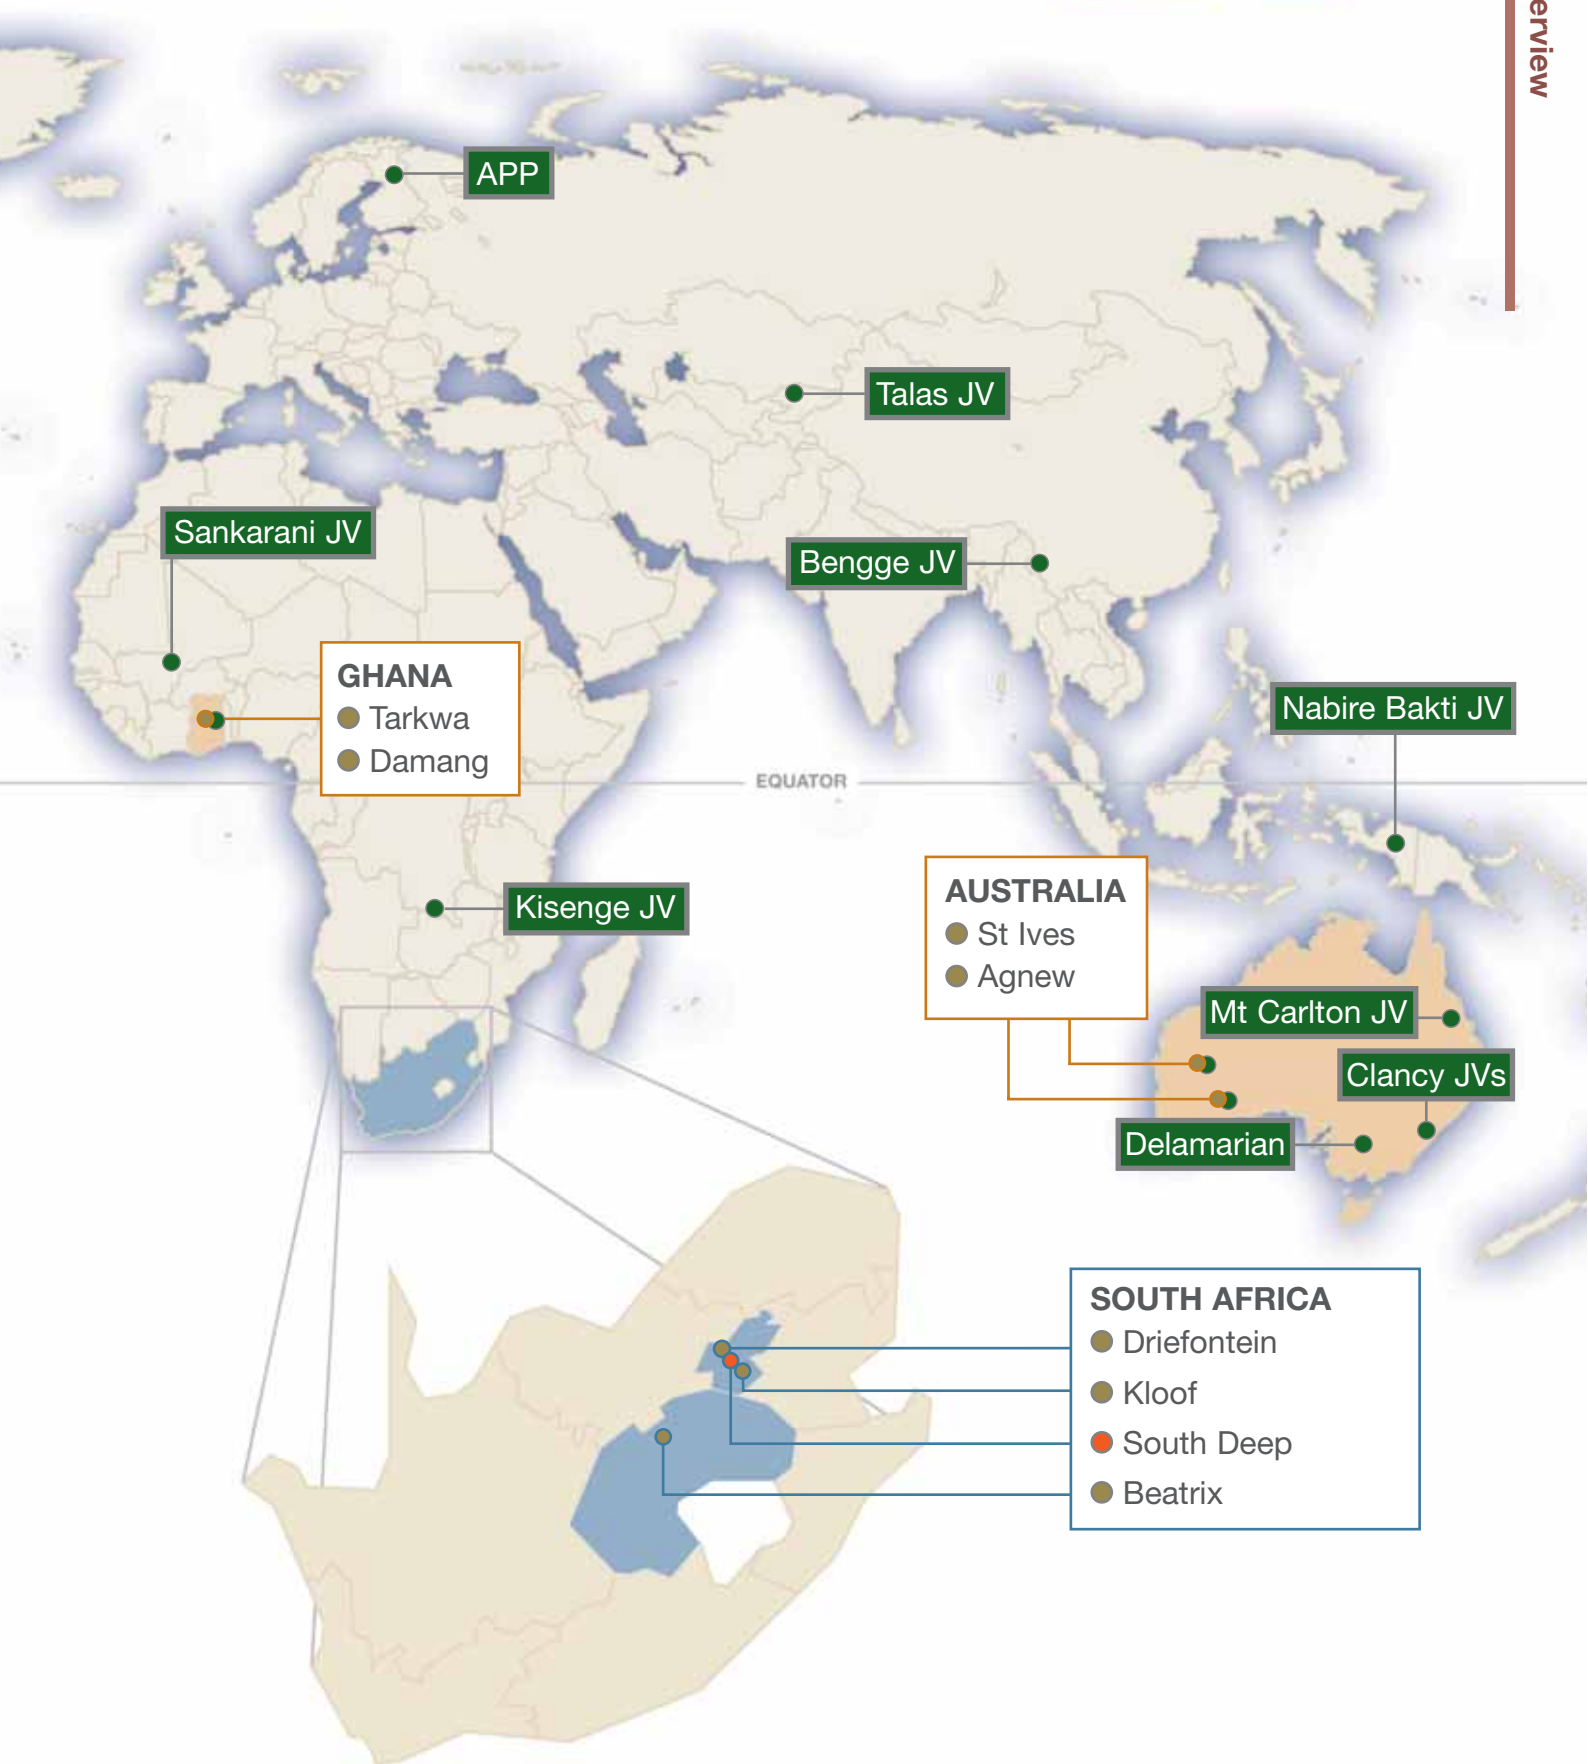 erview
APP
Talas JV
Sankarani JV
Bengge JV
GHANA
Tarkwa
Damang
Nabire Bakti JV
EQUATOR
Kisenge JV
AUSTRALIA
St Ives
Agnew
Mt Carlton JV
Clancy JVs
Delamarian
SOUTH AFRICA
Driefontein
Kloof
South Deep
Beatrix